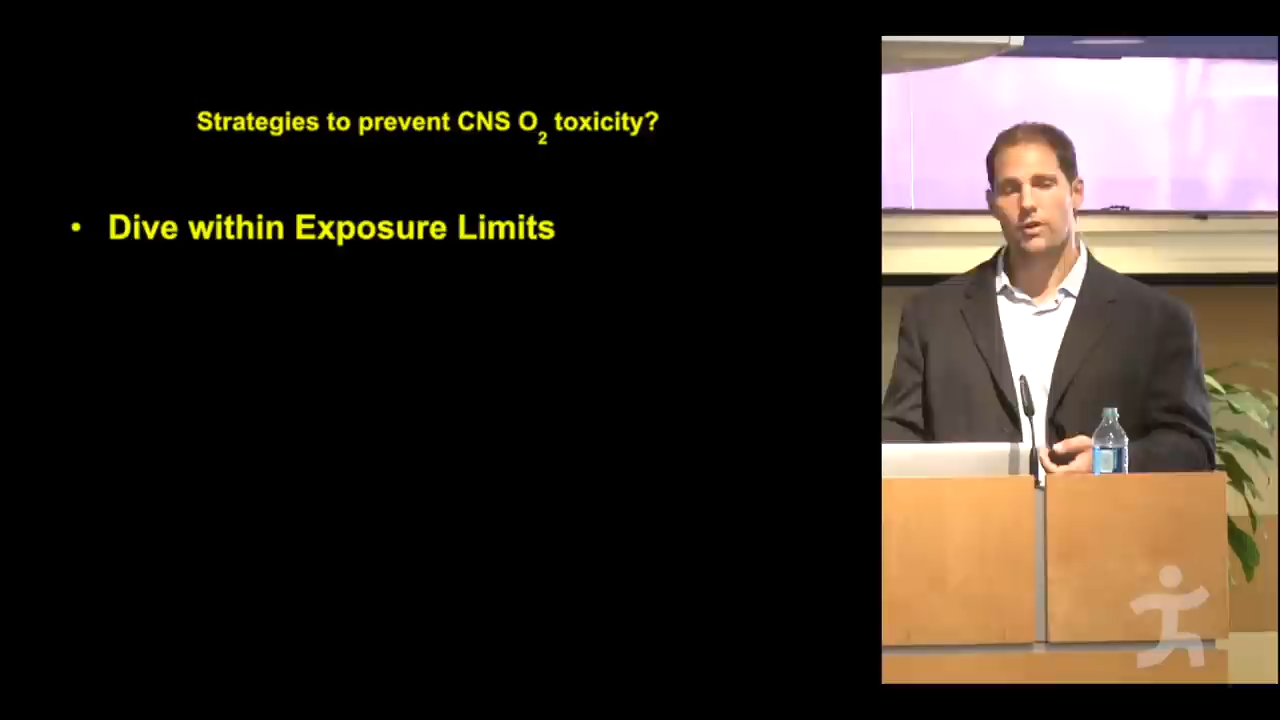 Strategies to prevent CNS O₂ toxicity?
• Dive within Exposure Limits